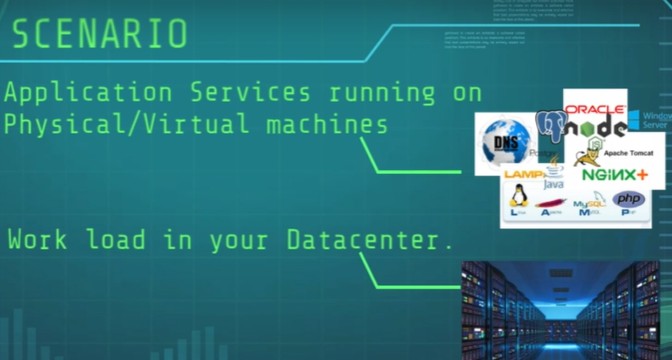 SCENARIO
Application Services running on
Physical/Virtual machines
ORACLE
Windows
Server
DNS
node
JS
Apache Tomcat
LAMP
Java
NGINX+
MySQL
php
Work load in your Datacenter.